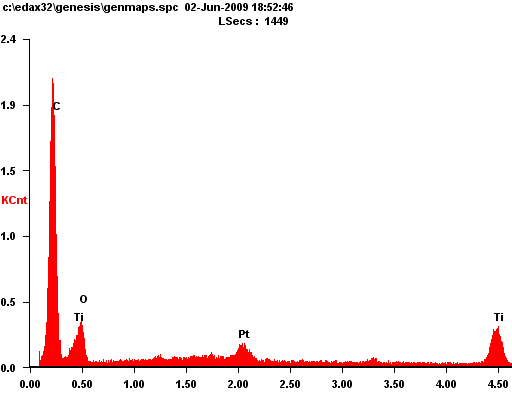 c:\edax32\genesis\genmaps.spc 02-Jun-2009 18:52:46
LSecs : 1449
2.4
1.9
C
1.5
KCnt
1.0
0.5
O
Ti
Pt
Ti
0.0
0.00 0.50 1.00 1.50 2.00 2.50 3.00 3.50 4.00 4.50